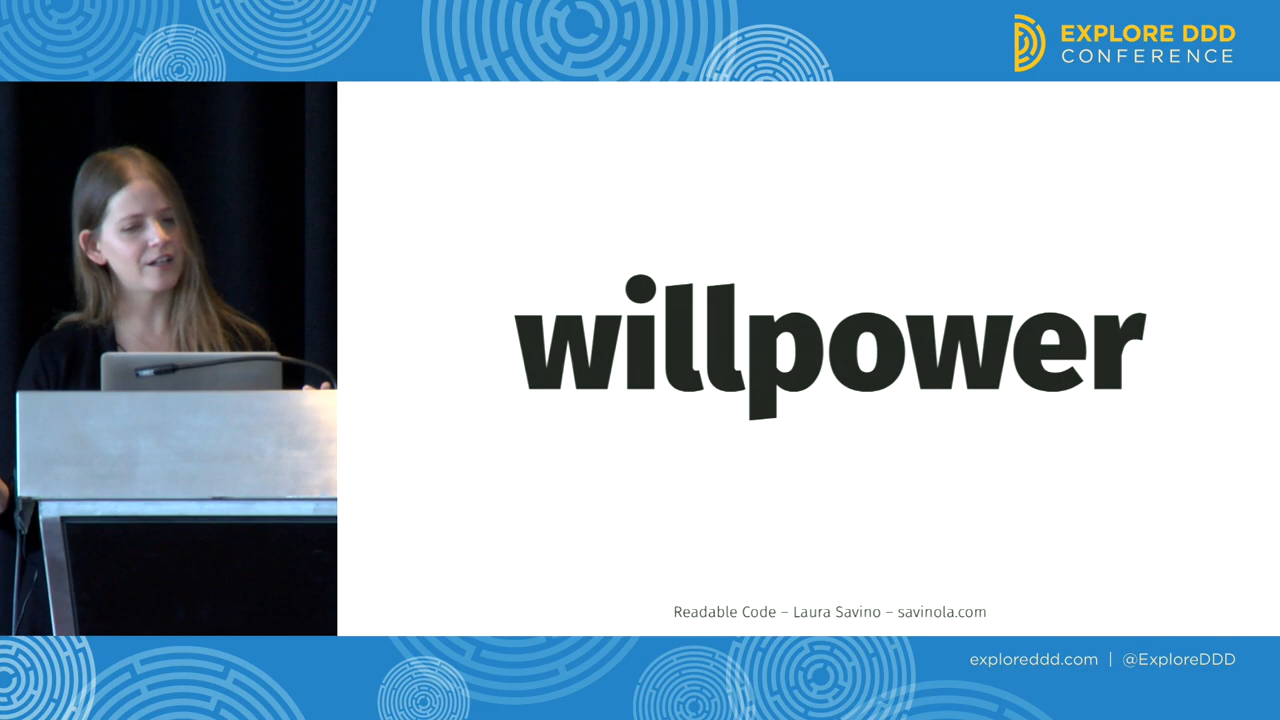 EXPLORE DDD
CONFERENCE
willpower
Readable Code – Laura Savino – savinola.com
exploreddd.com | @ExploreDDD